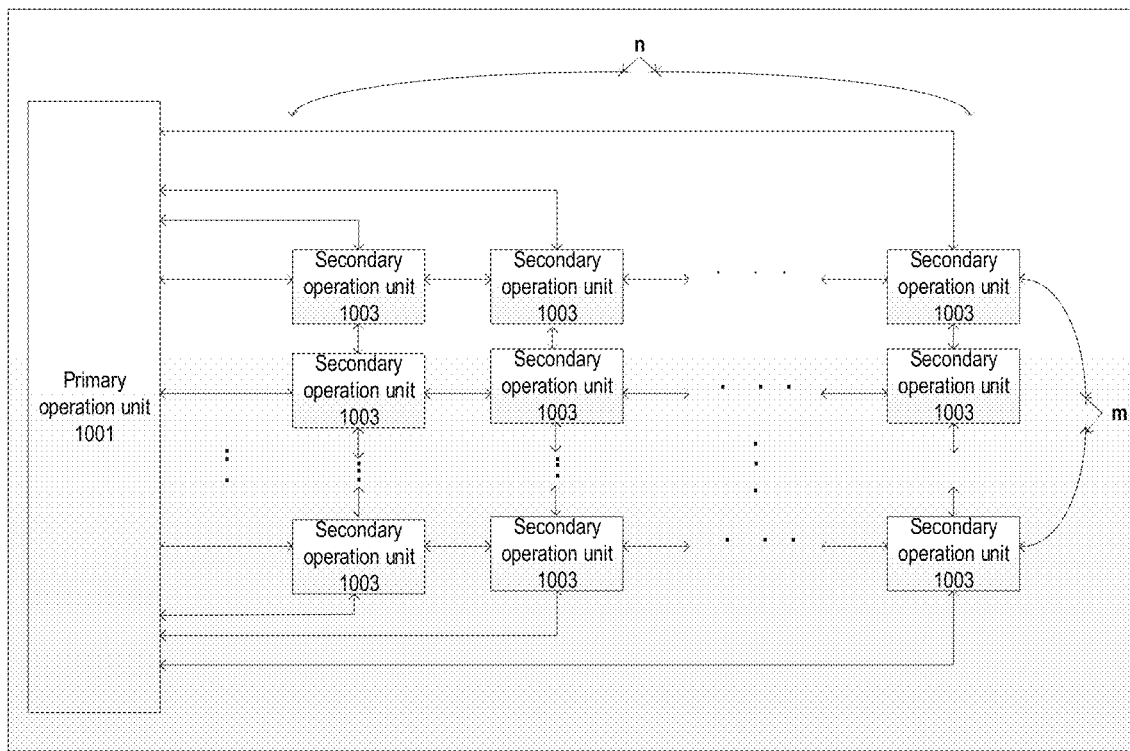 n
Secondary
operation unit
1003
Secondary
operation unit
1003
Secondary
operation unit
1003
Primary
operation unit
1001
Secondary
operation unit
1003
Secondary
operation unit
1003
Secondary
operation unit
1003
m
Secondary
operation unit
1003
Secondary
operation unit
1003
Secondary
operation unit
1003